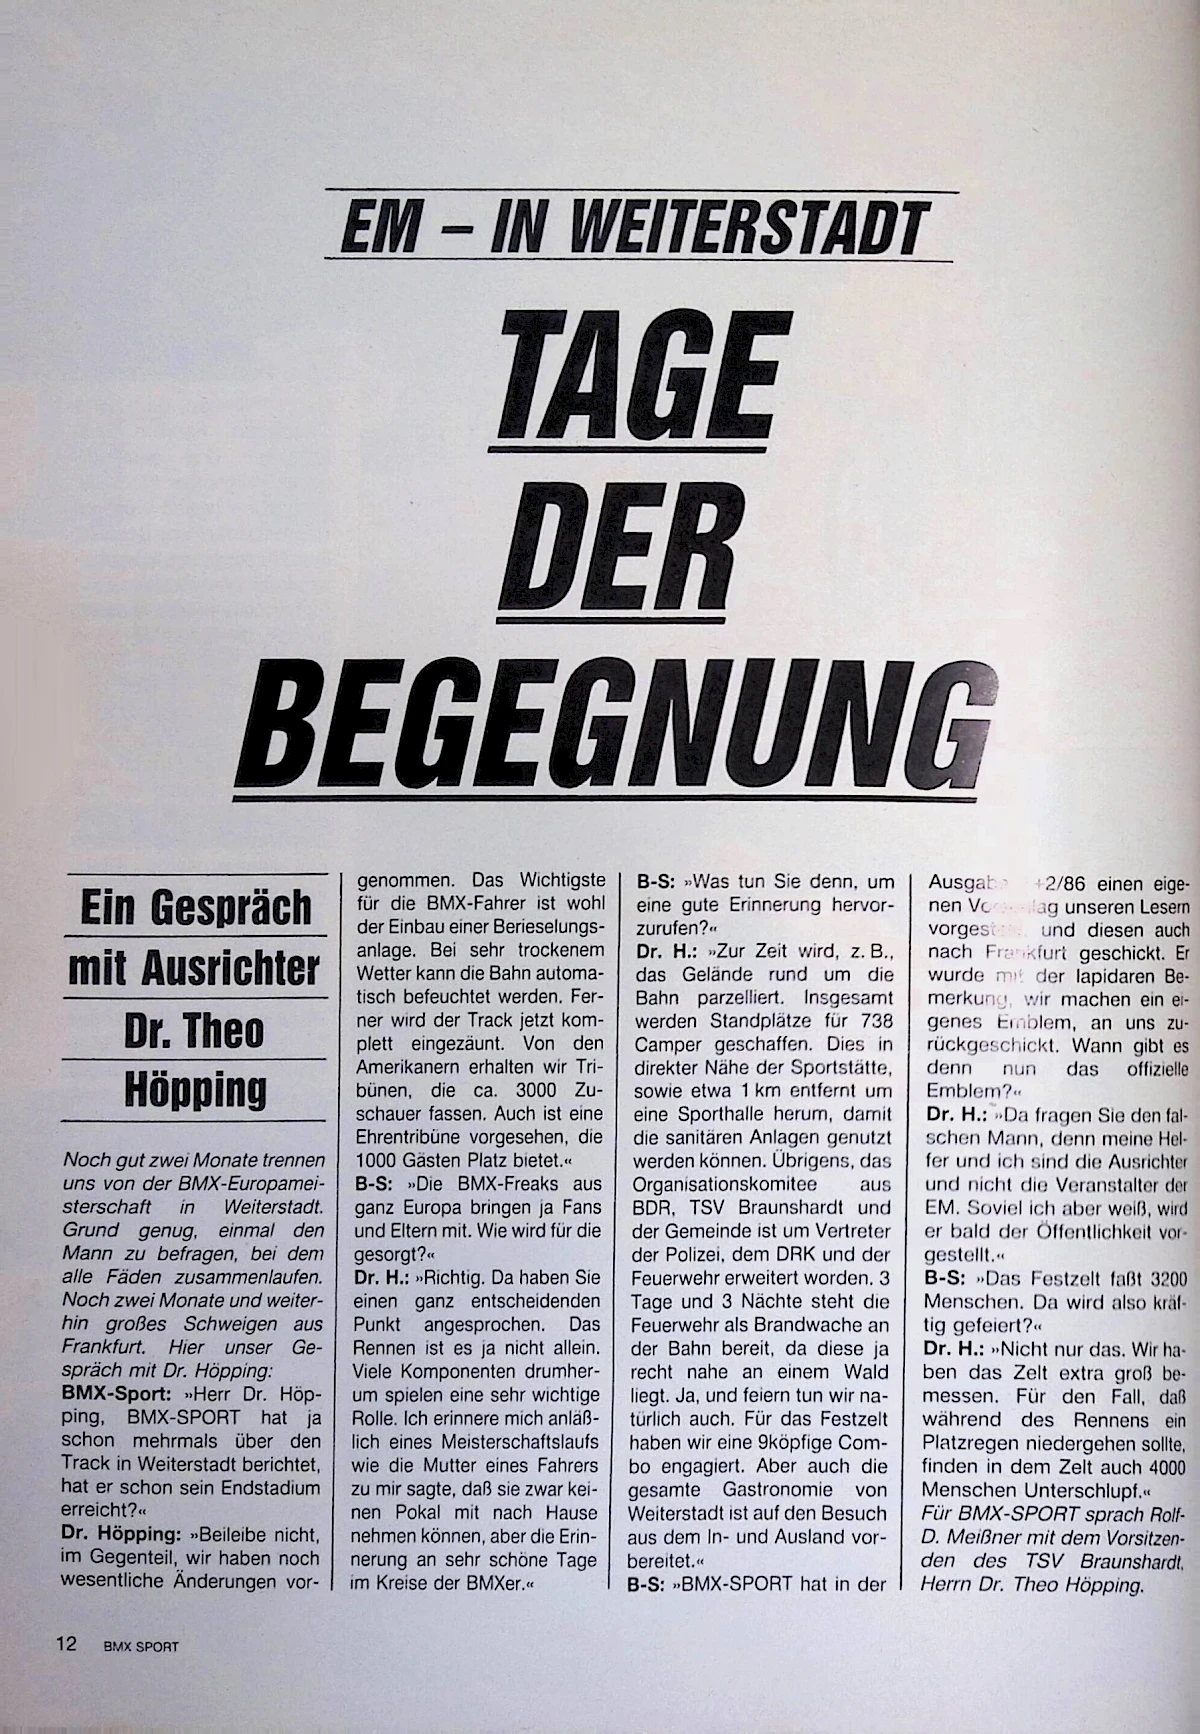 EM – IN WEITERSTADT
TAGE
DER
BEGEGNUNG
Ein Gespräch
mit Ausrichter
Dr. Theo
Höpping
Noch gut zwei Monate trennen
uns von der BMX-Europamei-
sterschaft in Weiterstadt.
Grund genug, einmal den
Mann zu befragen, bei dem
alle Fäden zusammenlaufen.
Noch zwei Monate und weiter-
hin großes Schweigen aus
Frankfurt. Hier unser Ge-
spräch mit Dr. Höpping:
BMX-Sport: »Herr Dr. Höp-
ping, BMX-SPORT hat ja
schon mehrmals über den
Track in Weiterstadt berichtet,
hat er schon sein Endstadium
erreicht?«
Dr. Höpping: »Beileibe nicht,
im Gegenteil, wir haben noch
wesentliche Änderungen vor-
genommen. Das Wichtigste
für die BMX-Fahrer ist wohl
der Einbau einer Berieselungs-
anlage. Bei sehr trockenem
Wetter kann die Bahn automa-
tisch befeuchtet werden. Fer-
ner wird der Track jetzt kom-
plett eingezäunt. Von den
Amerikanern erhalten wir Tri-
bünen, die ca. 3000 Zu-
schauer fassen. Auch ist eine
Ehrentribüne vorgesehen, die
1000 Gästen Platz bietet.«
B-S: »Die BMX-Freaks aus
ganz Europa bringen ja Fans
und Eltern mit. Wie wird für die
gesorgt?«
Dr. H.: »Richtig. Da haben Sie
einen ganz entscheidenden
Punkt angesprochen. Das
Rennen ist es ja nicht allein.
Viele Komponenten drumher-
um spielen eine sehr wichtige
Rolle. Ich erinnere mich anläß-
lich eines Meisterschaftslaufs
wie die Mutter eines Fahrers
zu mir sagte, daß sie zwar kei-
nen Pokal mit nach Hause
nehmen können, aber die Erin-
nerung an sehr schöne Tage
im Kreise der BMXer.«
B-S: »Was tun Sie denn, um
eine gute Erinnerung hervor-
zurufen?«
Dr. H.: »Zur Zeit wird, z. B.,
das Gelände rund um die
Bahn parzelliert. Insgesamt
werden Standplätze für 738
Camper geschaffen. Dies in
direkter Nähe der Sportstätte,
sowie etwa 1 km entfernt um
eine Sporthalle herum, damit
die sanitären Anlagen genutzt
werden können. Übrigens, das
Organisationskomitee aus
BDR, TSV Braunshardt und
der Gemeinde ist um Vertreter
der Polizei, dem DRK und der
Feuerwehr erweitert worden. 3
Tage und 3 Nächte steht die
Feuerwehr als Brandwache an
der Bahn bereit, da diese ja
recht nahe an einem Wald
liegt. Ja, und feiern tun wir na-
türlich auch. Für das Festzelt
haben wir eine 9köpfige Com-
bo engagiert. Aber auch die
gesamte Gastronomie von
Weiterstadt ist auf den Besuch
aus dem In- und Ausland vor-
bereitet.«
B-S: »BMX-SPORT hat in der
Ausgabe +2/86 einen eige-
nen unseren Lesern
und diesen auch
nach Frankfurt geschickt. Er
wurde mit der lapidaren Be-
merkung, wir machen ein ei-
genes Emblem, an uns zu-
rückgeschickt. Wann gibt es
denn nun das offizielle
Emblem?«
Dr. H.: »Da fragen Sie den fal-
schen Mann, denn meine Hel-
fer und ich sind die Ausrichter
und nicht die Veranstalter der
EM. Soviel ich aber weiß, wird
er bald der Öffentlichkeit vor-
gestellt.«
B-S: »Das Festzelt faßt 3200
Menschen. Da wird also kräf-
tig gefeiert?«
Dr. H.: »Nicht nur das. Wir ha-
ben das Zelt extra groß be-
messen. Für den Fall, daß
während des Rennens ein
Platzregen niedergehen sollte,
finden in dem Zelt auch 4000
Menschen Unterschlupf.«
Für BMX-SPORT sprach Rolf-
D. Meißner mit dem Vorsitzen-
den des TSV Braunshardt,
Herrn Dr. Theo Höpping.
12 BMX SPORT